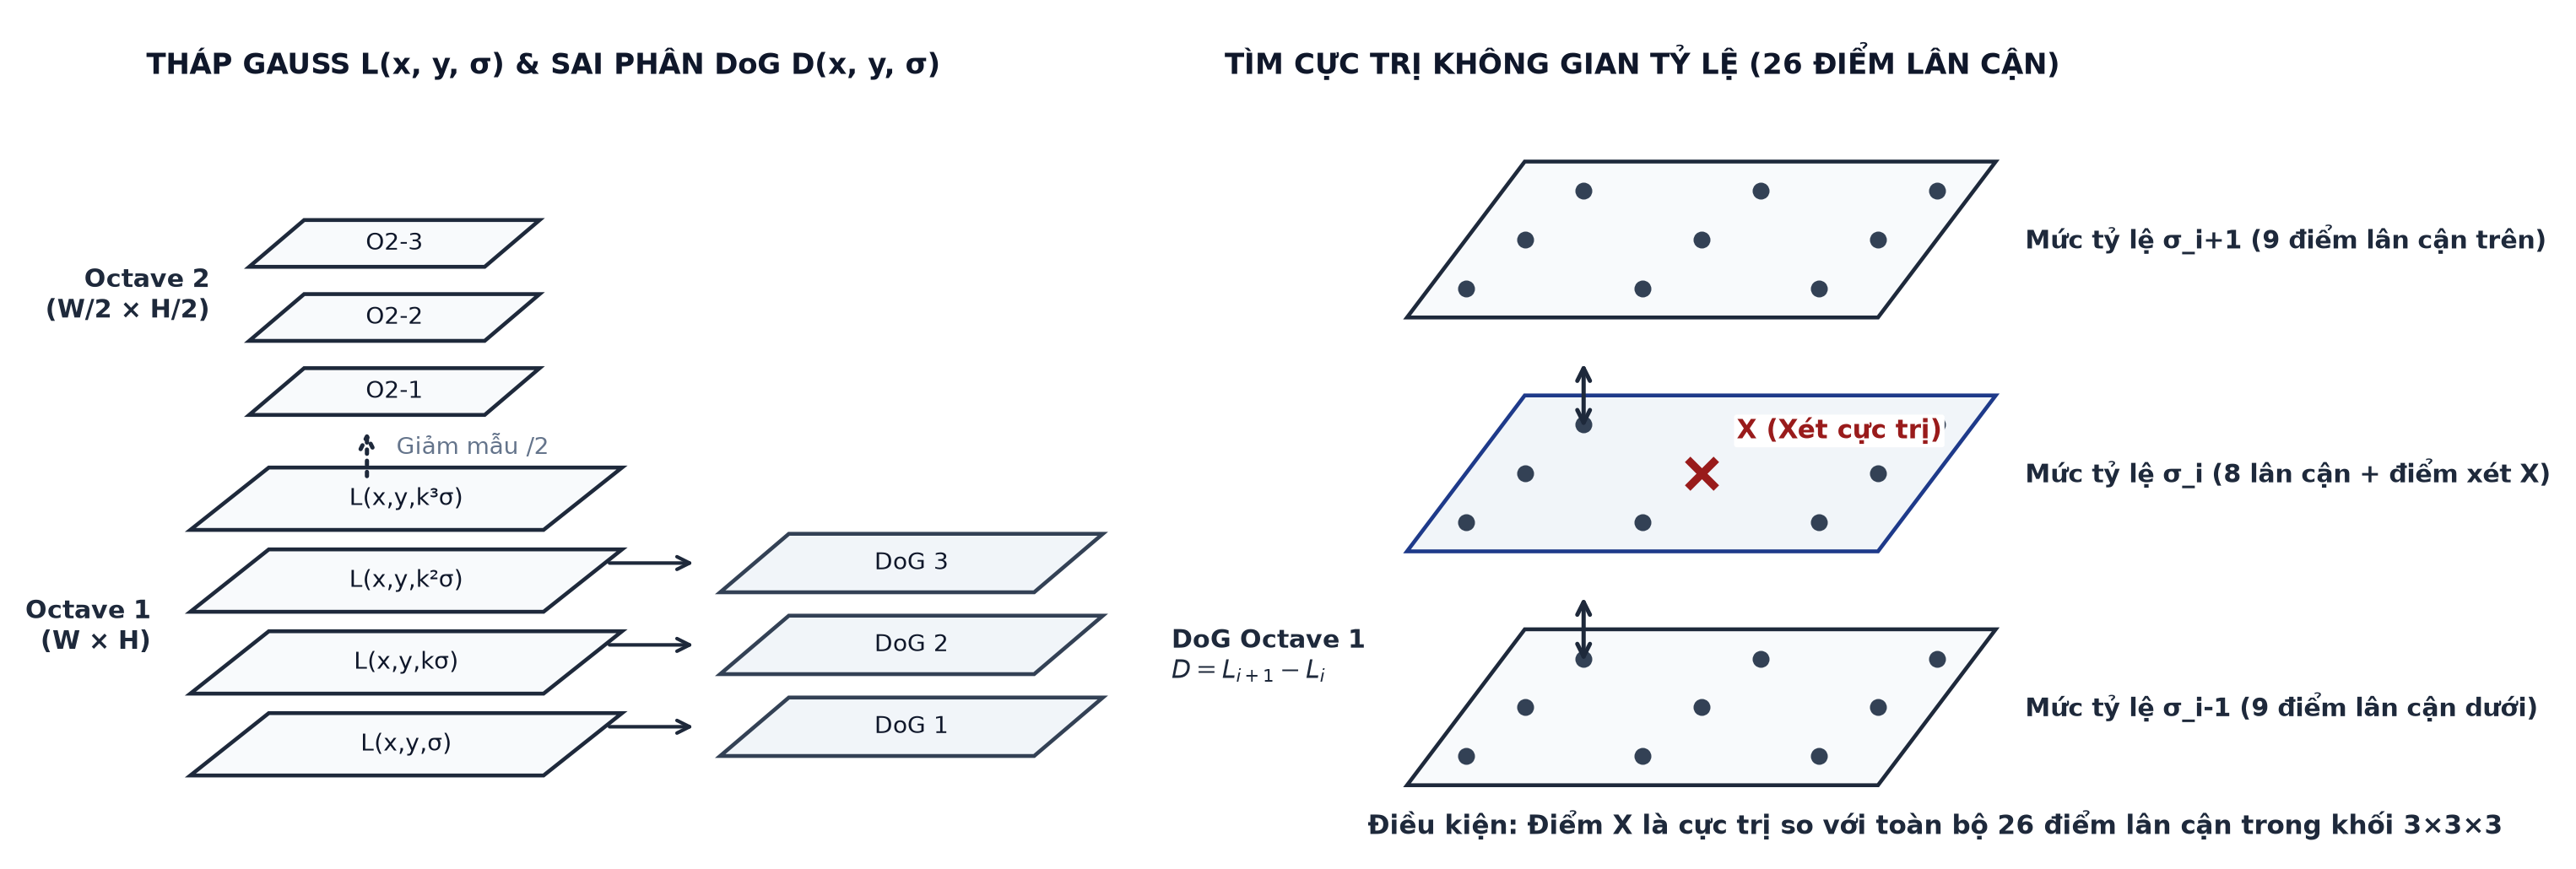 THÁP GAUSS L(x, y, σ) & SAI PHÂN DoG D(x, y, σ)
O2-3
Octave 2
(W/2 × H/2)
O2-2
O2-1
Giảm mẫu /2
L(x,y,k³σ)
L(x,y,k²σ)
Octave 1
(W × H)
L(x,y,kσ)
L(x,y,σ)
DoG 3
DoG 2
DoG 1
DoG Octave 1
D = L_{i+1} − L_i
TÌM CỰC TRỊ KHÔNG GIAN TỶ LỆ (26 ĐIỂM LÂN CẬN)
Mức tỷ lệ σ_i+1 (9 điểm lân cận trên)
X (Xét cực trị)
Mức tỷ lệ σ_i (8 lân cận + điểm xét X)
Mức tỷ lệ σ_i-1 (9 điểm lân cận dưới)
Điều kiện: Điểm X là cực trị so với toàn bộ 26 điểm lân cận trong khối 3×3×3